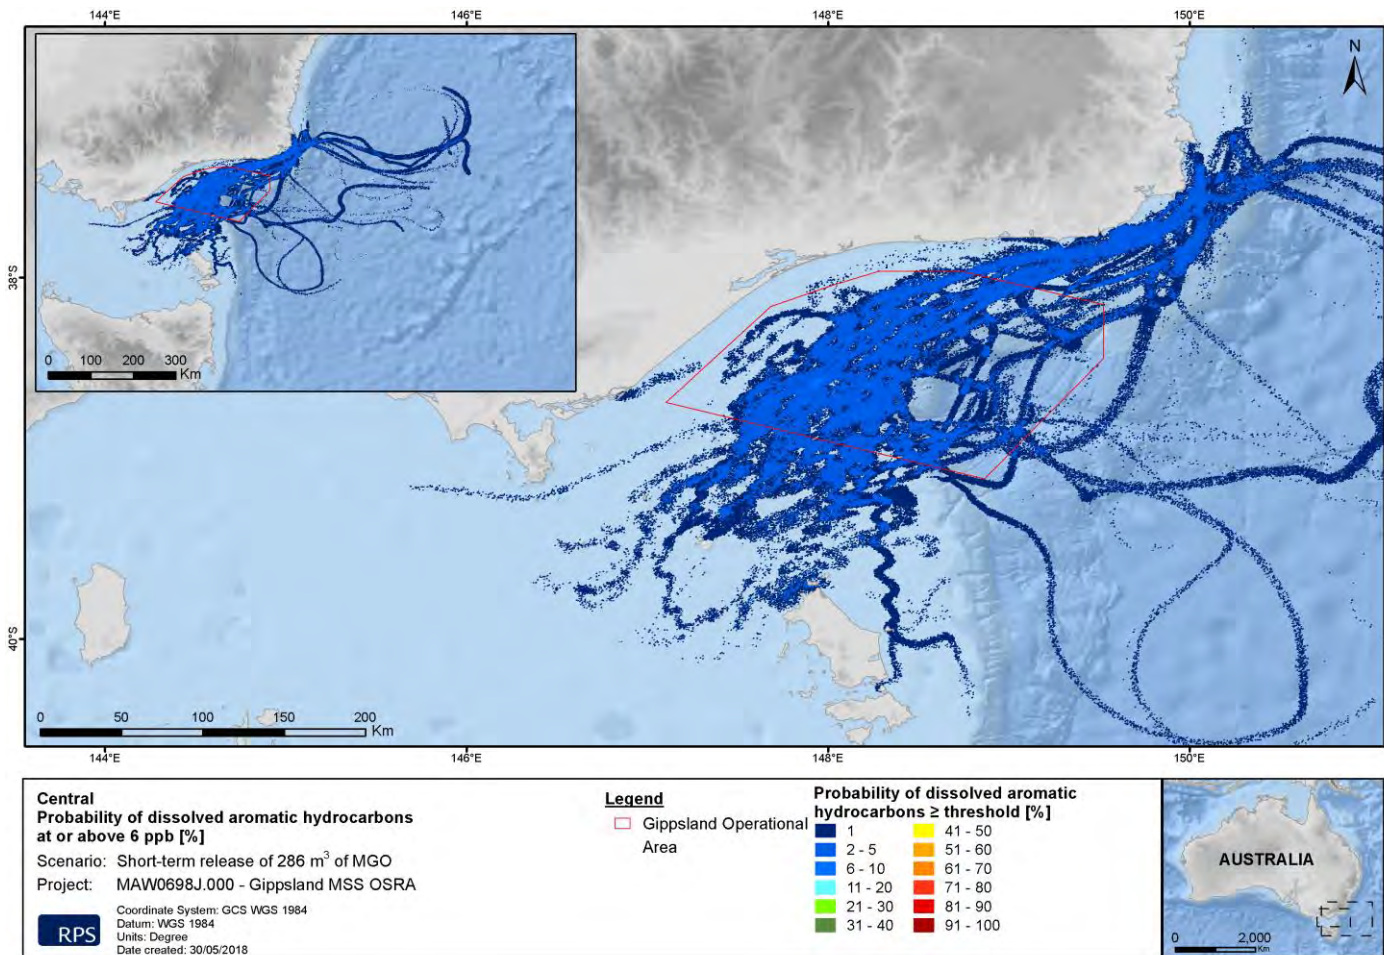 144°E 146°E 148°E 150°E
N
38°S
40°S
0 100 200 300
Km
0 50 100 150 200
Km
144°E 146°E 148°E 150°E
Central
Probability of dissolved aromatic hydrocarbons
at or above 6 ppb [%]
Scenario: Short-term release of 286 m³ of MGO
Project: MAW0698J.000 - Gippsland MSS OSRA
RPS
Coordinate System: GCS WGS 1984
Datum: WGS 1984
Units: Degree
Date created: 30/05/2018
Legend
Gippsland Operational
Area
Probability of dissolved aromatic
hydrocarbons ≥ threshold [%]
1
2 - 5
6 - 10
11 - 20
21 - 30
31 - 40
41 - 50
51 - 60
61 - 70
71 - 80
81 - 90
91 - 100
AUSTRALIA
0 2,000
Km